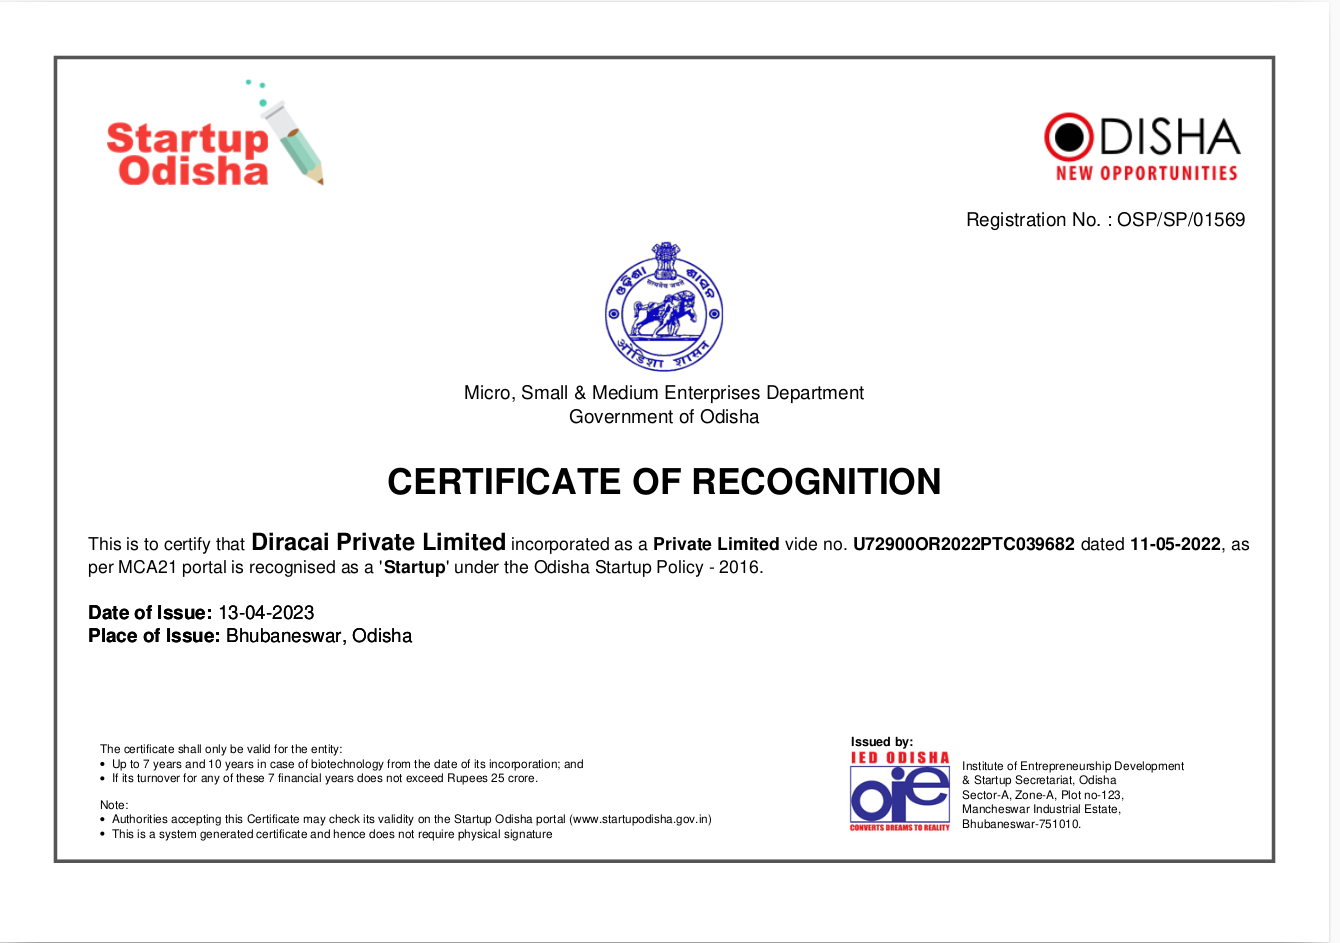 Startup
Odisha
ODISHA
NEW OPPORTUNITIES
Registration No. : OSP/SP/01569
ଓଡ଼ିଶା ଶାସନ
सत्यमेव जयते
ओड़िशा शासन
Micro, Small & Medium Enterprises Department
Government of Odisha
CERTIFICATE OF RECOGNITION
This is to certify that Diracai Private Limited incorporated as a Private Limited vide no. U72900OR2022PTC039682 dated 11-05-2022, as
per MCA21 portal is recognised as a 'Startup' under the Odisha Startup Policy - 2016.
Date of Issue: 13-04-2023
Place of Issue: Bhubaneswar, Odisha
The certificate shall only be valid for the entity:
• Up to 7 years and 10 years in case of biotechnology from the date of its incorporation; and
• If its turnover for any of these 7 financial years does not exceed Rupees 25 crore.
Note:
• Authorities accepting this Certificate may check its validity on the Startup Odisha portal (www.startupodisha.gov.in)
• This is a system generated certificate and hence does not require physical signature
Issued by:
IED ODISHA
oie
CONVERTS DREAMS TO REALITY
Institute of Entrepreneurship Development
& Startup Secretariat, Odisha
Sector-A, Zone-A, Plot no-123,
Mancheswar Industrial Estate,
Bhubaneswar-751010.